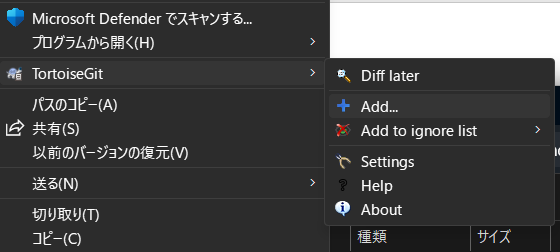 Microsoft Defender でスキャンする...
プログラムから開く(H)
TortoiseGit
パスのコピー(A)
共有(S)
以前のバージョンの復元(V)
送る(N)
切り取り(T)
コピー(C)
Diff later
Add...
Add to ignore list
Settings
Help
About
種類
サイズ